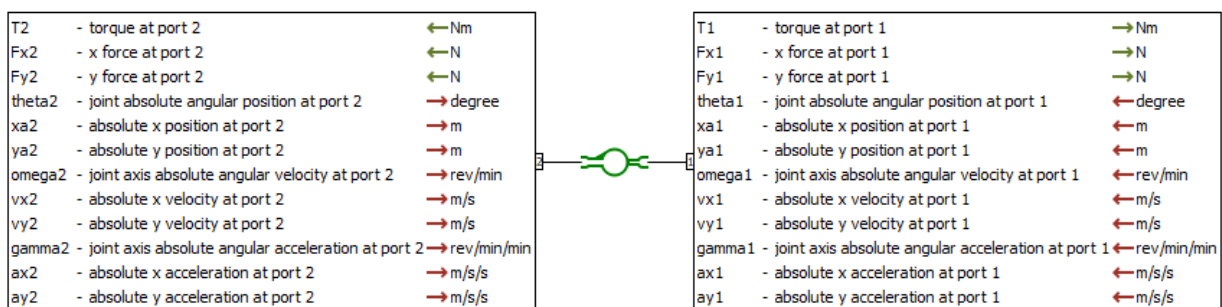 T2 - torque at port 2 Nm
Fx2 - x force at port 2 N
Fy2 - y force at port 2 N
theta2 - joint absolute angular position at port 2 degree
xa2 - absolute x position at port 2 m
ya2 - absolute y position at port 2 m
omega2 - joint axis absolute angular velocity at port 2 rev/min
vx2 - absolute x velocity at port 2 m/s
vy2 - absolute y velocity at port 2 m/s
gamma2 - joint axis absolute angular acceleration at port 2 rev/min/min
ax2 - absolute x acceleration at port 2 m/s/s
ay2 - absolute y acceleration at port 2 m/s/s
2
1
T1 - torque at port 1 Nm
Fx1 - x force at port 1 N
Fy1 - y force at port 1 N
theta1 - joint absolute angular position at port 1 degree
xa1 - absolute x position at port 1 m
ya1 - absolute y position at port 1 m
omega1 - joint axis absolute angular velocity at port 1 rev/min
vx1 - absolute x velocity at port 1 m/s
vy1 - absolute y velocity at port 1 m/s
gamma1 - joint axis absolute angular acceleration at port 1 rev/min/min
ax1 - absolute x acceleration at port 1 m/s/s
ay1 - absolute y acceleration at port 1 m/s/s